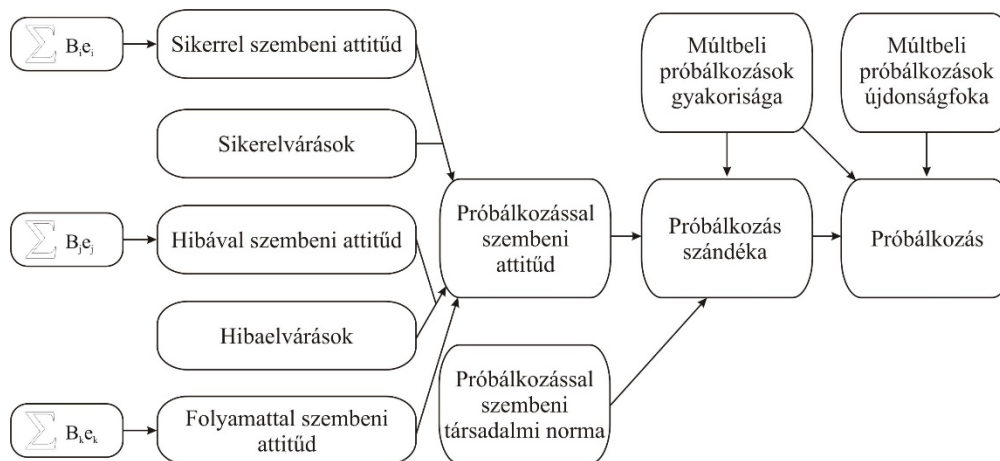 ∑ Bᵢeᵢ
Sikerrel szembeni attitűd
Sikerelvárások
∑ Bⱼeⱼ
Hibával szembeni attitűd
Hibaelvárások
∑ Bₖeₖ
Folyamattal szembeni
attitűd
Próbálkozással
szembeni
attitűd
Próbálkozással
szembeni
társadalmi norma
Múltbeli
próbálkozások
gyakorisága
Próbálkozás
szándéka
Múltbeli
próbálkozások
újdonságfoka
Próbálkozás